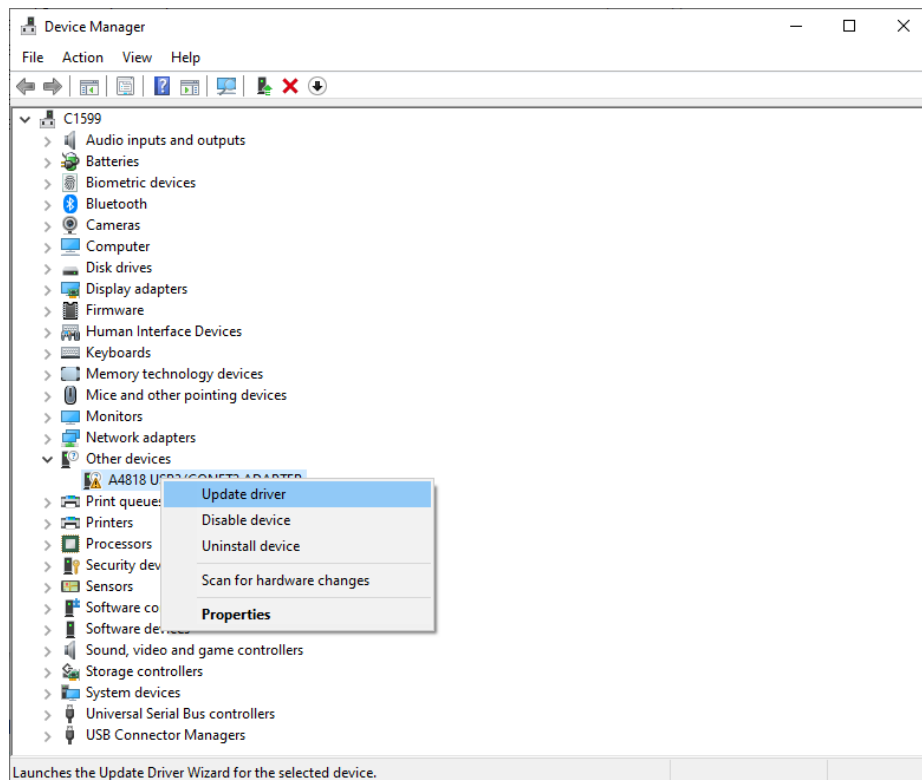 Device Manager
File Action View Help
C1599
Audio inputs and outputs
Batteries
Biometric devices
Bluetooth
Cameras
Computer
Disk drives
Display adapters
Firmware
Human Interface Devices
Keyboards
Memory technology devices
Mice and other pointing devices
Monitors
Network adapters
Other devices
A4818
Update driver
Disable device
Uninstall device
Scan for hardware changes
Properties
Print queues
Printers
Processors
Security
Sensors
Software
Software
Sound, video and game controllers
Storage controllers
System devices
Universal Serial Bus controllers
USB Connector Managers
Launches the Update Driver Wizard for the selected device.